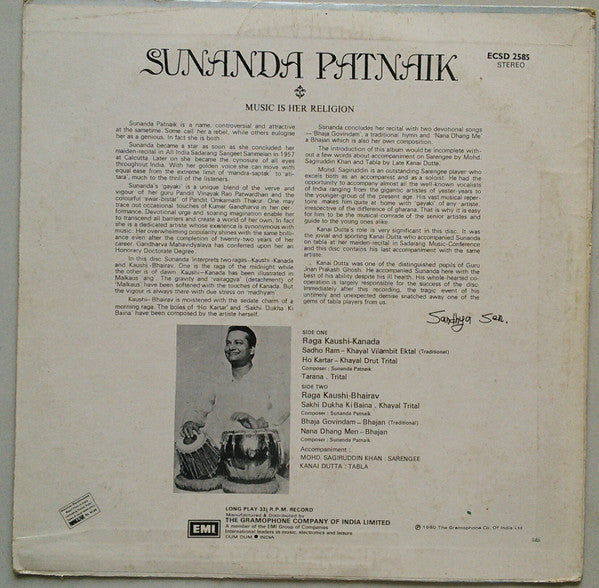 SUNANDA PATNAIK
ECSD 2585
STEREO
MUSIC IS HER RELIGION
Sunanda Patnaik is a name, controversial and attractive
at the sametime. Some call her a rebel, while others eulogise
her as a genious. In fact she is both.
Sunanda became a star as soon as she concluded her
maiden-recital in All India Sadarang Sangeet Sanmelan in 1957
at Calcutta. Later on she became the cynosure of all eyes
throughout India. With her golden voice she can move with
equal ease from the extreme limit of 'mandra-saptak' to 'ati-
tara', much to the thrill of the listeners.
Sunanda's 'gayaki' is a unique blend of the verve and
vigour of her guru Pandit Vinayak Rao Patwardhan and the
colourful 'swar-bistar' of Pandit Omkarnath Thakur. One may
trace out occasional touches of Kumar Gandharva in her per-
formance. Devotional urge and soaring imagination enable her
to transcend all barriers and create a world of her own. In fact
she is a dedicated artiste whose existence is synonymous with
music. Her overwhelming popularity shines with the same brilli-
ance even after the completion of twenty two years of her
career. Gandharva Mahavidyalaya has conferred upon her an
Honorary Doctorate Degree.
In this disc Sunanda interprets two ragas—Kaushi-Kanada
and Kaushi-Bhairav. One is the raga of the midnight while
the other is of dawn. Kaushi—Kanada has been illustrated in
'Malkauns ang'. The gravity and 'vairagya' (detachment) of
'Malkaus' have been softened with the touches of Kanada. But
the vigour is always there with due stress on 'madhyam'.
Kaushi- Bhairav is moistened with the sedate charm of a
morning raga. The boles of 'Ho Kartar' and 'Sakhi Dukha Ki
Baina' have been composed by the artiste herself.
Sunanda concludes her recital with two devotional songs
—'Bhaja Govindam', a traditional hymn and 'Nana Dhang Me'
a Bhajan which is also her own composition.
The introduction of this album would be incomplete with-
out a few words about accompaniment on Sarengee by Mohd.
Sagiruddin Khan and Tabla by Late Kanai Dutta.
Mohd. Sagiruddin is an outstanding Sarengee player who
excels both as an accompanist and as a soloist. He had the
opportunity to accompany almost all the well-known vocalists
of India ranging from the gigantic artistes of yester years to
the younger-group of the present age. His vast musical reper-
toire makes him quite at home with 'gayaki' of any artiste,
irrespective of the difference of gharana. That is why it is easy
for him to be the musical-comrade of the senior artistes and
guide to the young ones alike.
Kanai Dutta's role is very significant in this disc. It was
the jovial and sporting Kanai Dutta who accompanied Sunanda
on tabla at her maiden-recital in Sadarang Music-Conference
and this disc contains his last accompaniment with the same
artiste.
Kanai Dutta was one of the distinguished pupils of Guru
Jnan Prakash Ghosh. He accompanied Sunanda here with the
best of his ability despite his ill health. His whole-hearted co-
operation is largely responsible for the success of the disc.
Immediately after this recording, the tragic event of his
untimely and unexpected demise snatched away one of the
gems of tabla players from us.
Sandhya Sen.
SIDE ONE
Raga Kaushi-Kanada
Sadho Ram – Khayal Vilambit Ektal (Traditional)
Ho Kartar – Khayal Drut Trital
Composer : Sunanda Patnaik
Tarana . Trital
SIDE TWO
Raga Kaushi-Bhairav
Sakhi Dukha Ki Baina . Khayal Trital
Composer : Sunanda Patnaik
Bhaja Govindam – Bhajan (Traditional)
Nana Dhang Men – Bhajan
Composer : Sunanda Patnaik
Accompaniment :
MOHD. SAGIRUDDIN KHAN : SARENGEE
KANAI DUTTA : TABLA
EMI
LONG PLAY 33⅓ R.P.M. RECORD
Manufactured & Distributed by
THE GRAMOPHONE COMPANY OF INDIA LIMITED
A member of the EMI Group of Companies
International leaders in music, electronics and leisure
DUM DUM • INDIA
℗ 1980 The Gramophone Co. Of India Ltd